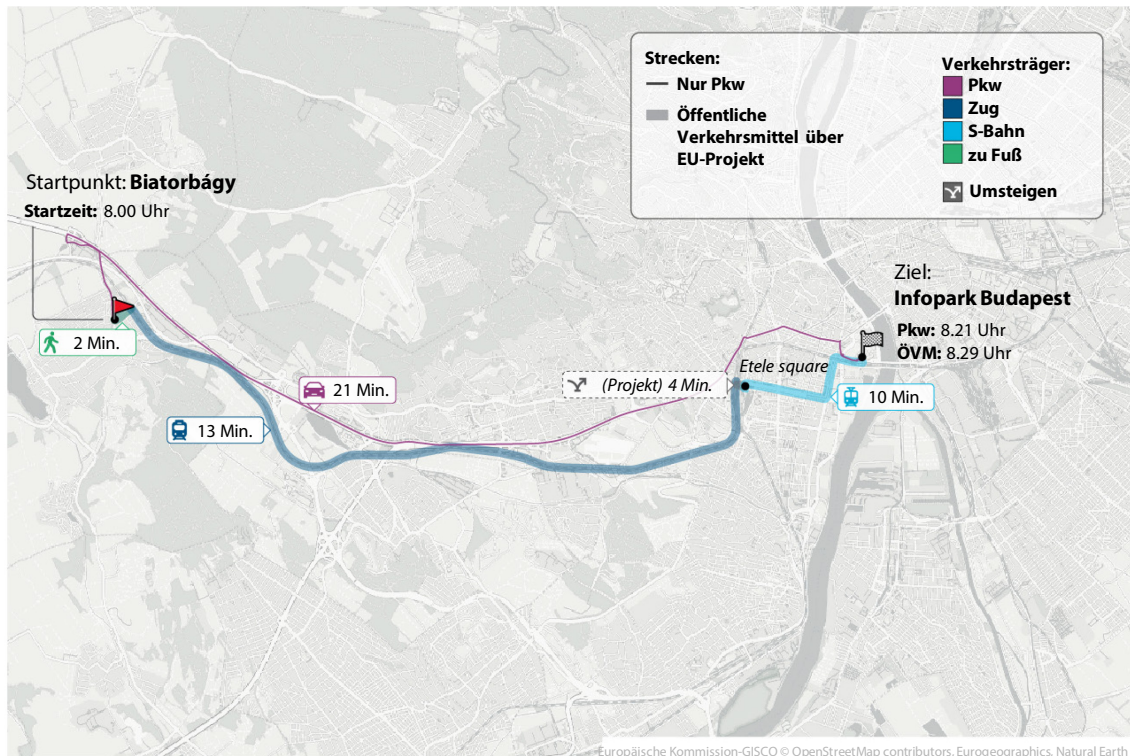 Strecken:
Nur Pkw
Öffentliche
Verkehrsmittel über
EU-Projekt
Verkehrsträger:
Pkw
Zug
S-Bahn
zu Fuß
Umsteigen
Startpunkt: Biatorbágy
Startzeit: 8.00 Uhr
2 Min.
13 Min.
21 Min.
(Projekt) 4 Min.
Etele square
10 Min.
Ziel:
Infopark Budapest
Pkw: 8.21 Uhr
ÖVM: 8.29 Uhr
Europäische Kommission-GISCO © OpenStreetMap contributors, Eurogeographics, Natural Earth